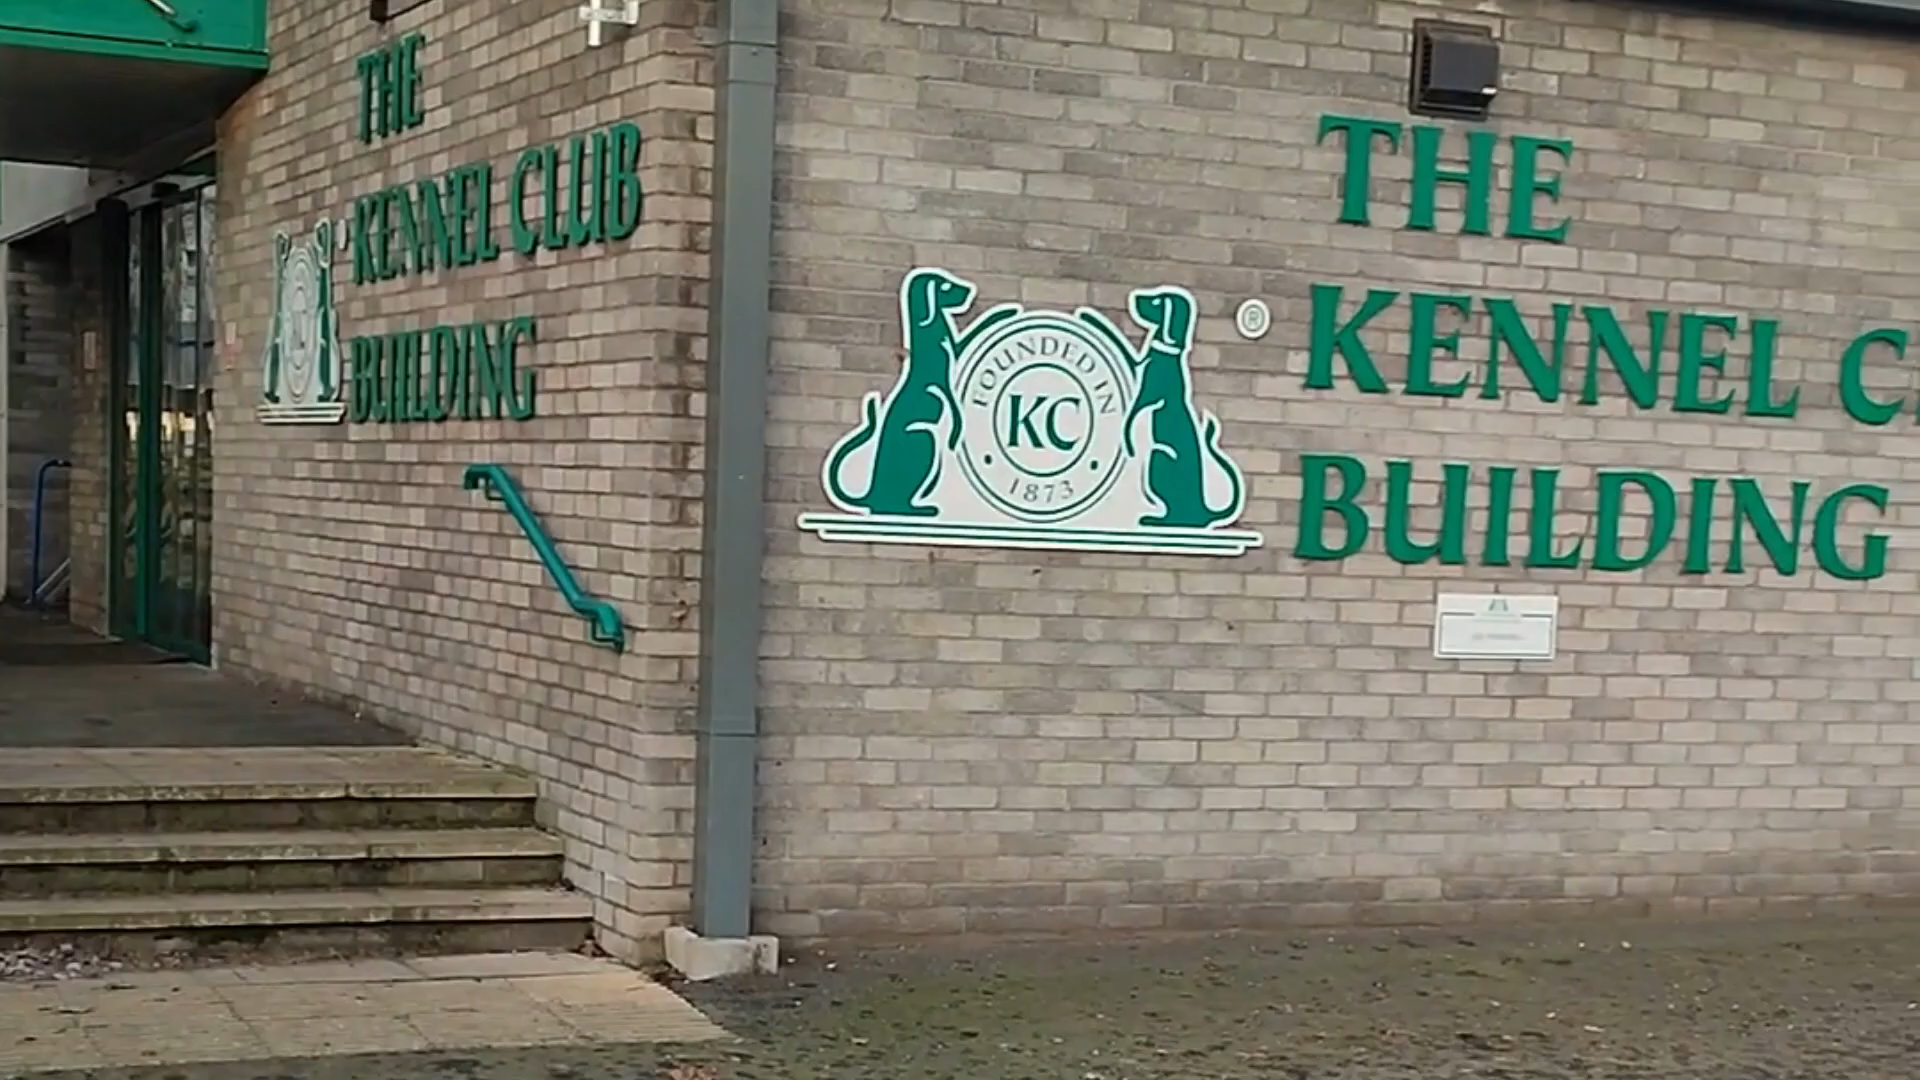 THE
KENNEL CLUB
BUILDING
FOUNDED IN
KC
1873
®
THE
KENNEL C
BUILDING